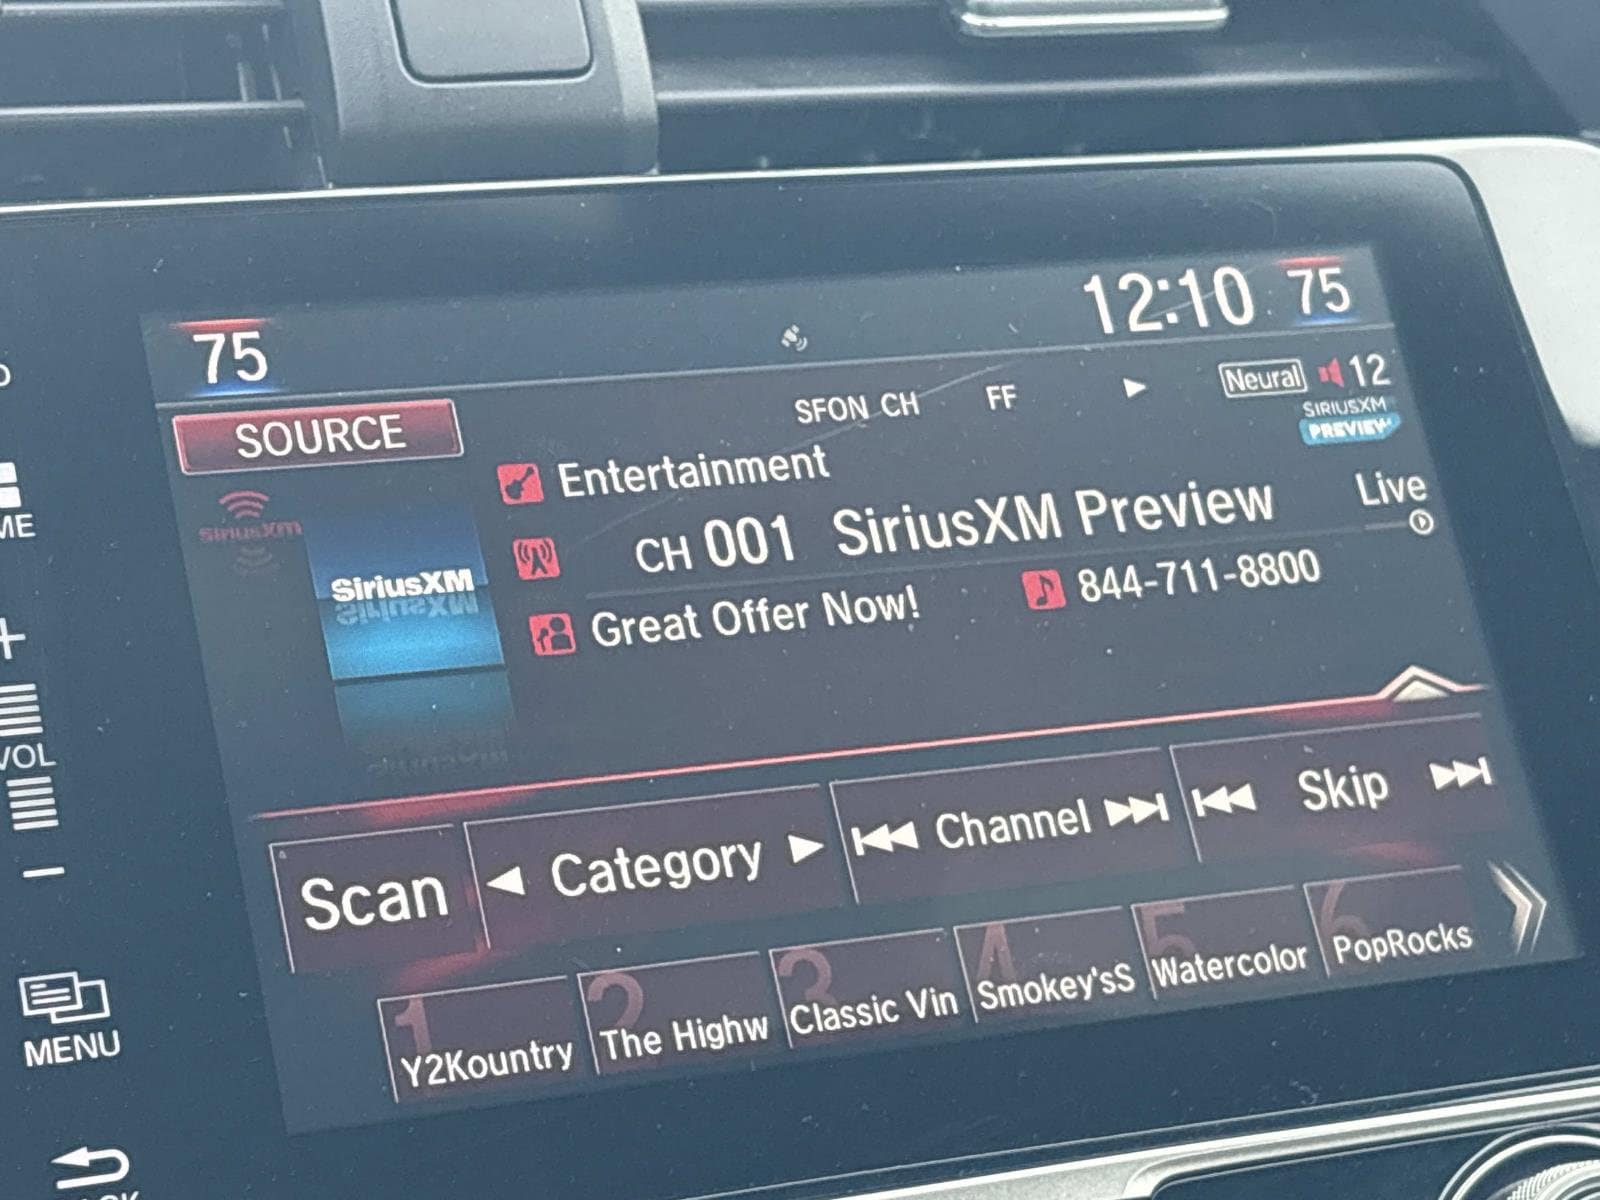 75
12:10
75
SOURCE
SFON CH
FF
Neural
12
SIRIUSXM
PREVIEW
siriusxm
SiriusXM
Entertainment
CH 001 SiriusXM Preview
Live
Great Offer Now!
844-711-8800
VOL
Scan
Category
Channel
Skip
1 Y2Kountry
2 The Highw
3 Classic Vin
4 Smokey'sS
5 Watercolor
6 PopRocks
MENU